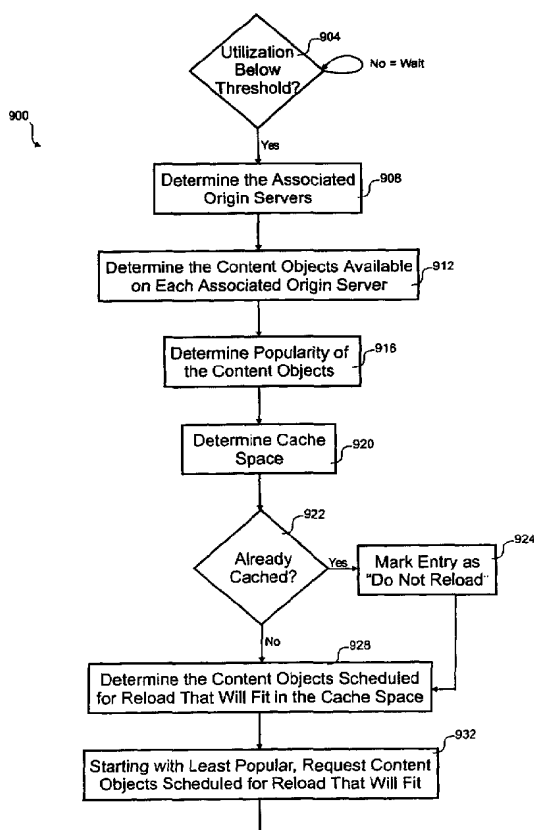 904
Utilization
Below
Threshold?
No = Wait
900
Yes
Determine the Associated
Origin Servers
908
Determine the Content Objects Available
on Each Associated Origin Server
912
Determine Popularity of
the Content Objects
916
Determine Cache
Space
920
922
Already
Cached?
Yes
924
Mark Entry as
"Do Not Reload"
No
928
Determine the Content Objects Scheduled
for Reload That Will Fit in the Cache Space
932
Starting with Least Popular, Request Content
Objects Scheduled for Reload That Will Fit